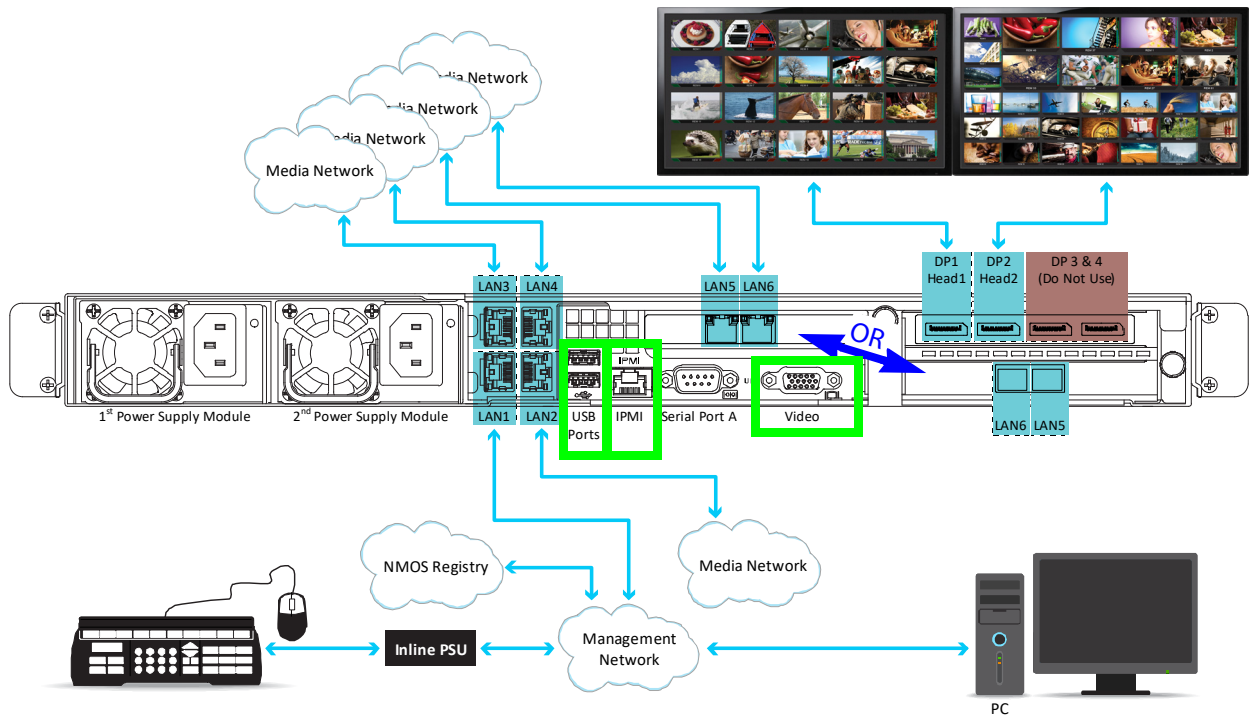 Media Network
edia Network
edia Network
Media Network
DP1
Head1
DP2
Head2
DP 3 & 4
(Do Not Use)
LAN3
LAN4
LAN5
LAN6
OR
IPMI
1st Power Supply Module
2nd Power Supply Module
LAN1
LAN2
USB
Ports
IPMI
Serial Port A
Video
LAN6
LAN5
NMOS Registry
Media Network
Inline PSU
Management
Network
PC